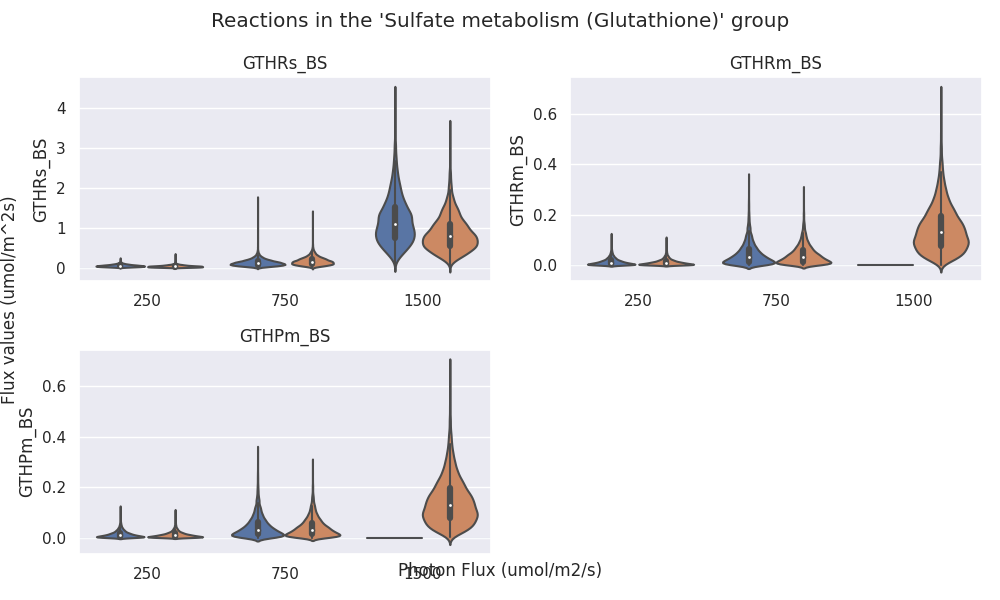 Reactions in the 'Sulfate metabolism (Glutathione)' group
GTHRs_BS
GTHRs_BS
4
3
2
1
0
250
750
1500
GTHRm_BS
GTHRm_BS
0.6
0.4
0.2
0.0
250
750
1500
Flux values (umol/m^2s)
GTHPm_BS
GTHPm_BS
0.6
0.4
0.2
0.0
250
750
1500
Photon Flux (umol/m2/s)